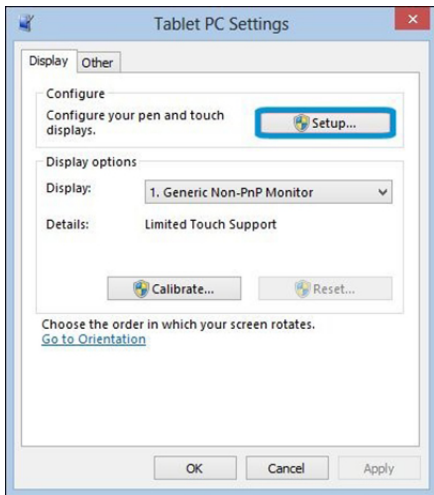 Tablet PC Settings
Display
Other
Configure
Configure your pen and touch
displays.
Setup...
Display options
Display:
1. Generic Non-PnP Monitor
Details:
Limited Touch Support
Calibrate...
Reset...
Choose the order in which your screen rotates.
Go to Orientation
OK
Cancel
Apply